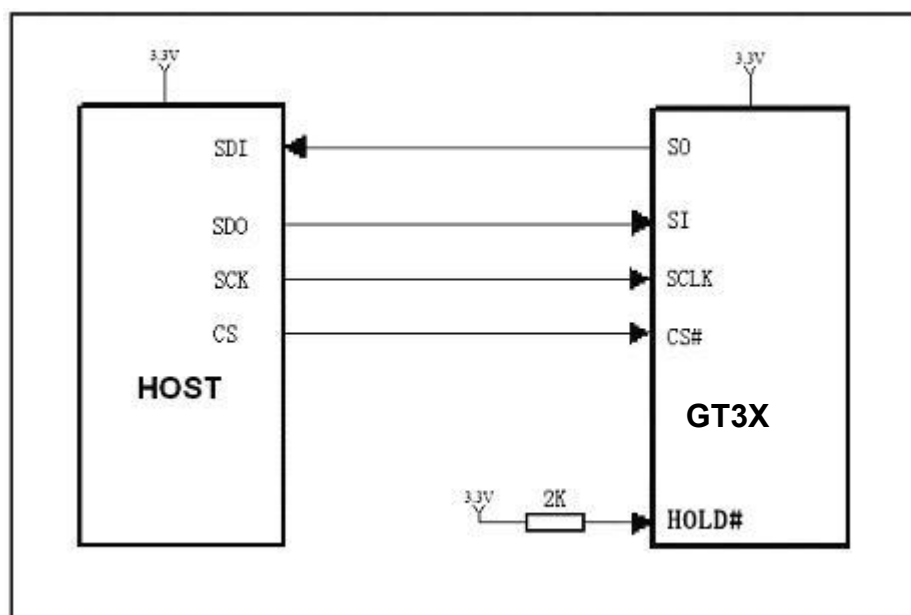 3.3V 3.3V
SDI SO
SDO SI
SCK SCLK
CS CS#
HOST
GT3X
3.3V 2K HOLD#